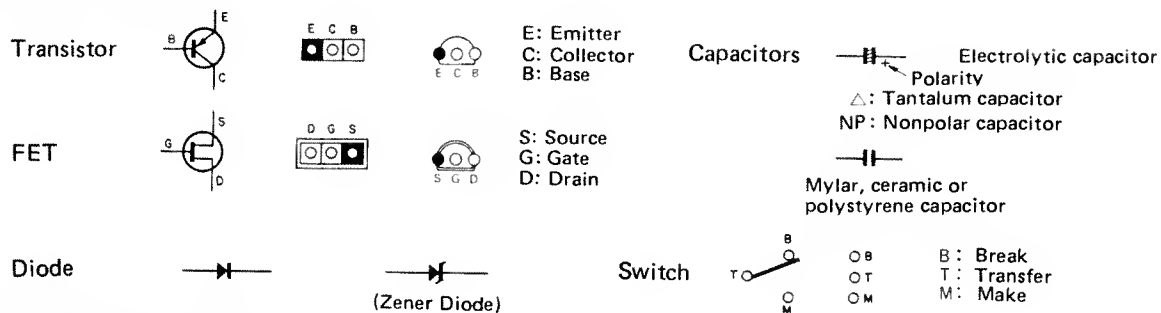 Transistor
B
E
C
E C B
E C B
E: Emitter
C: Collector
B: Base
FET
G
S
D
D G S
S G D
S: Source
G: Gate
D: Drain
Diode
(Zener Diode)
Capacitors
+
Electrolytic capacitor
Polarity
△: Tantalum capacitor
NP: Nonpolar capacitor
Mylar, ceramic or
polystyrene capacitor
Switch
T
B
M
B
T
M
B: Break
T: Transfer
M: Make